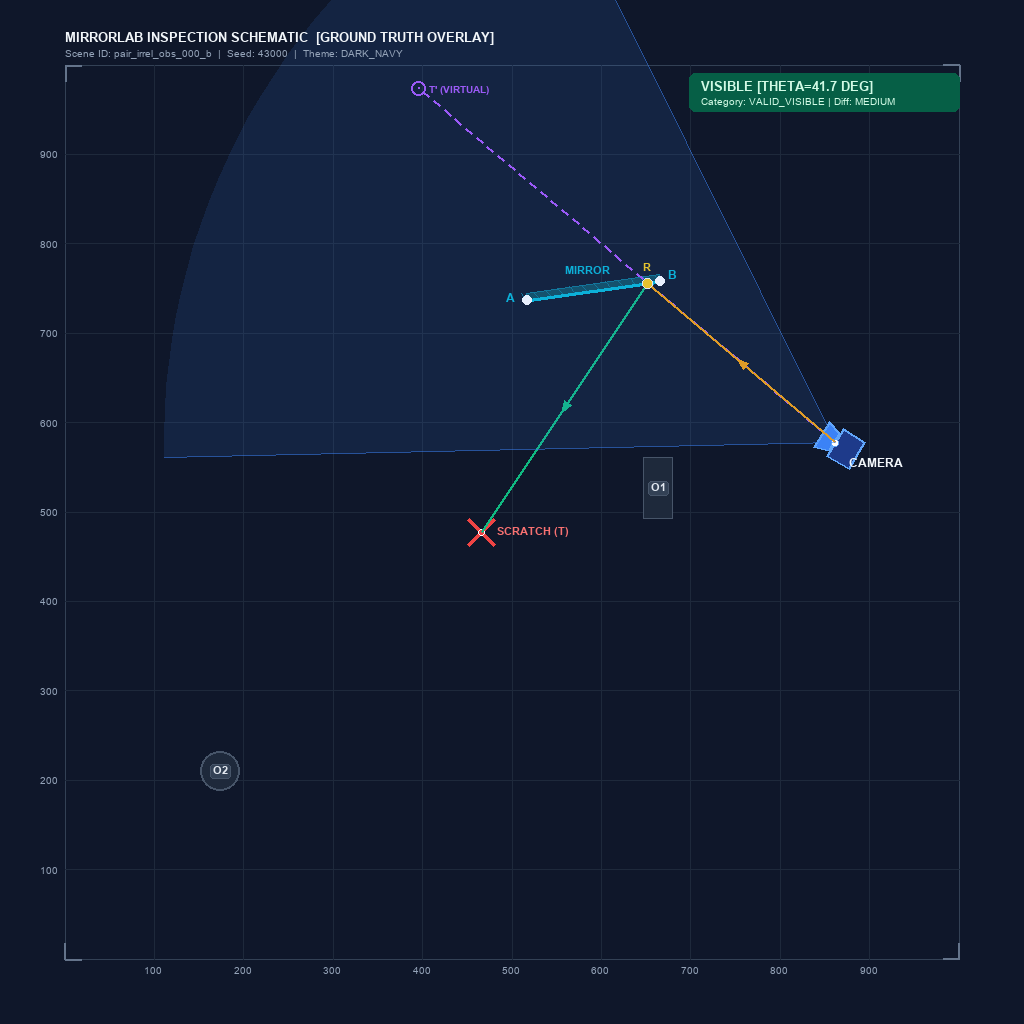 MIRRORLAB INSPECTION SCHEMATIC [GROUND TRUTH OVERLAY]
Scene ID: pair_irrel_obs_000_b | Seed: 43000 | Theme: DARK_NAVY
VISIBLE [THETA=41.7 DEG]
Category: VALID_VISIBLE | Diff: MEDIUM
T' (VIRTUAL)
MIRROR
R
B
A
CAMERA
O1
SCRATCH (T)
O2
900
800
700
600
500
400
300
200
100
100 200 300 400 500 600 700 800 900